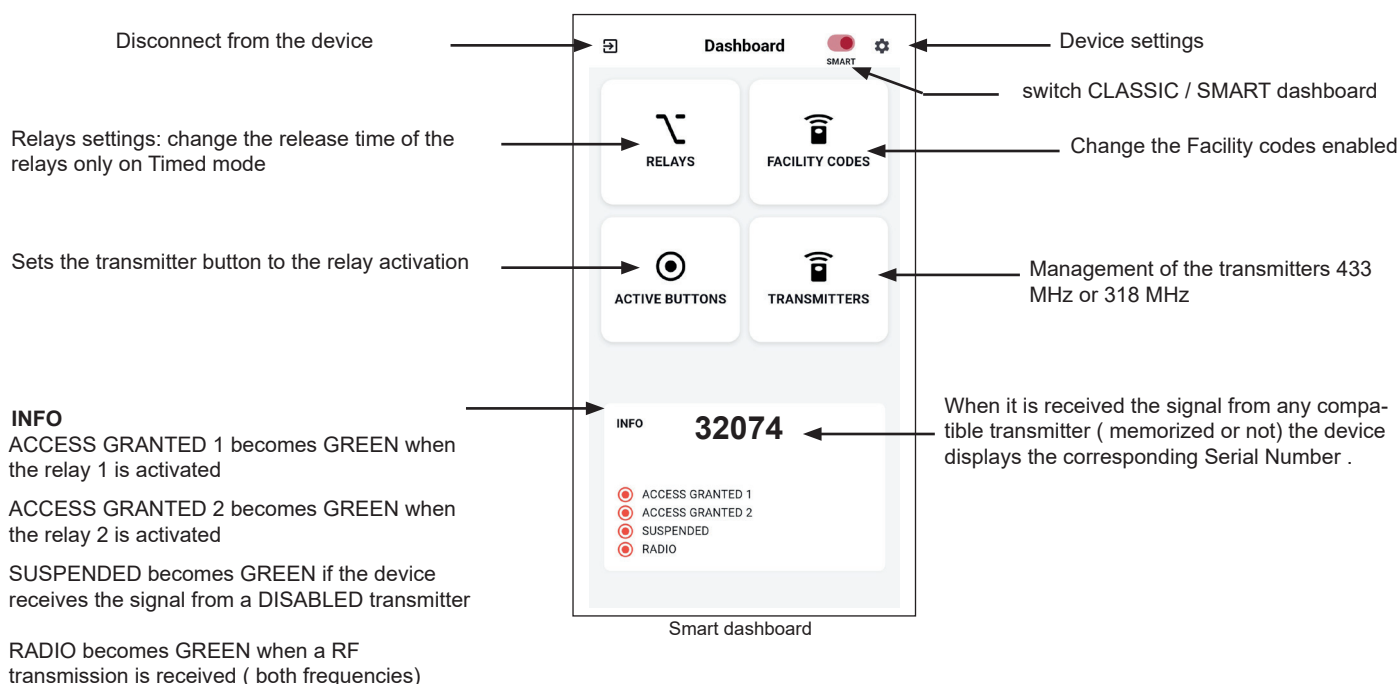 Disconnect from the device
Dashboard
SMART
Device settings
switch CLASSIC / SMART dashboard
Relays settings: change the release time of the
relays only on Timed mode
RELAYS
FACILITY CODES
Change the Facility codes enabled
Sets the transmitter button to the relay activation
ACTIVE BUTTONS
TRANSMITTERS
Management of the transmitters 433
MHz or 318 MHz
INFO
ACCESS GRANTED 1 becomes GREEN when
the relay 1 is activated
ACCESS GRANTED 2 becomes GREEN when
the relay 2 is activated
SUSPENDED becomes GREEN if the device
receives the signal from a DISABLED transmitter
RADIO becomes GREEN when a RF
transmission is received ( both frequencies)
INFO
32074
ACCESS GRANTED 1
ACCESS GRANTED 2
SUSPENDED
RADIO
When it is received the signal from any compa-
tible transmitter ( memorized or not) the device
displays the corresponding Serial Number .
Smart dashboard